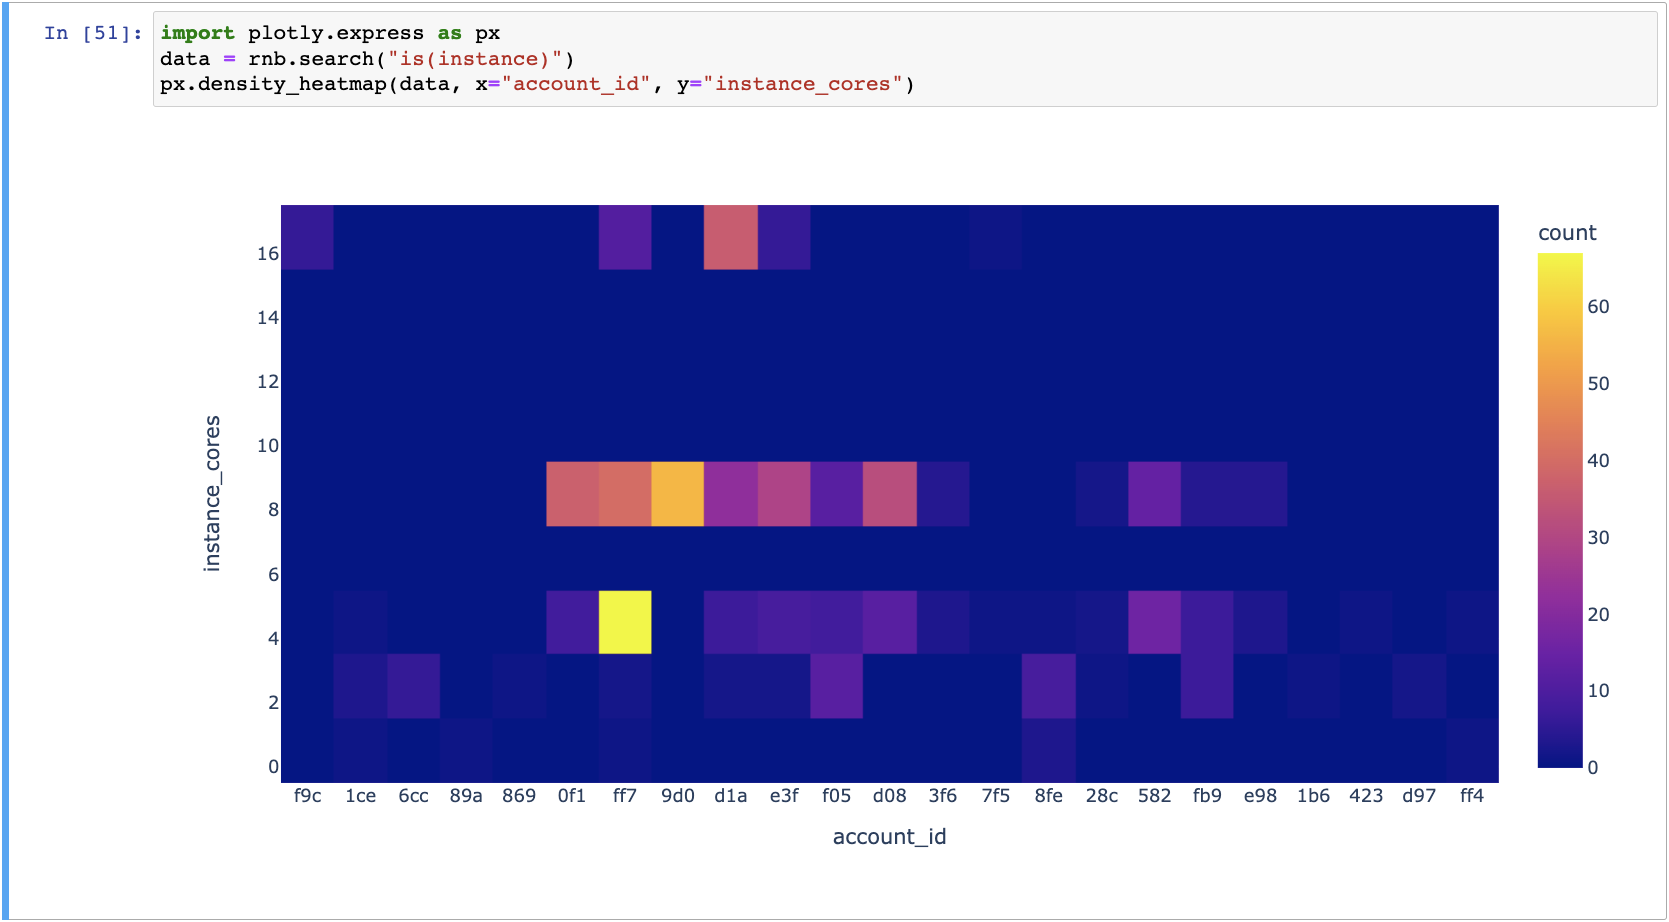 In [51]: import plotly.express as px
data = rnb.search("is(instance)")
px.density_heatmap(data, x="account_id", y="instance_cores")
count
16
14
12
10
8
6
4
2
0
instance_cores
60
50
40
30
20
10
0
f9c 1ce 6cc 89a 869 0f1 ff7 9d0 d1a e3f f05 d08 3f6 7f5 8fe 28c 582 fb9 e98 1b6 423 d97 ff4
account_id